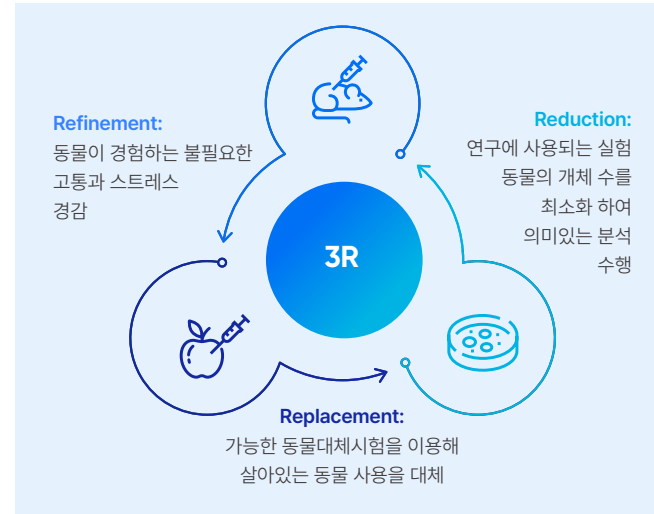 Refinement:
동물이 경험하는 불필요한
고통과 스트레스
경감
Reduction:
연구에 사용되는 실험
동물의 개체 수를
최소화 하여
의미있는 분석
수행
3R
Replacement:
가능한 동물대체시험을 이용해
살아있는 동물 사용을 대체